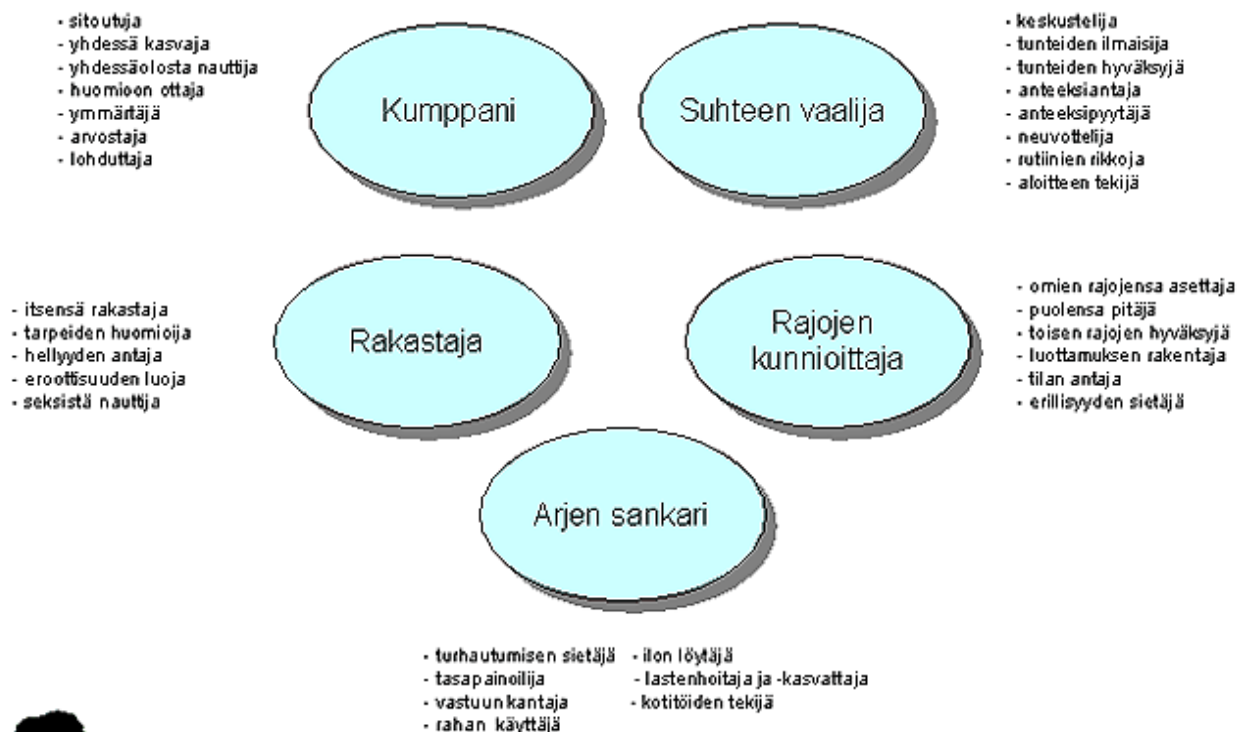 - sitoutuja
- yhdessä kasvaja
- yhdessäolosta nauttija
- huomioon ottaja
- ymmärtäjä
- arvostaja
- lohduttaja
Kumppani
Suhteen vaalija
- keskustelija
- tunteiden ilmaisija
- tunteiden hyväksyjä
- anteeksiantaja
- anteeksipyytäjä
- neuvottelija
- rutiinien rikkoja
- aloitteen tekijä
- itsensä rakastaja
- tarpeiden huomioija
- hellyyden antaja
- eroottisuuden luoja
- seksistä nauttija
Rakastaja
Rajojen
kunnioittaja
- omien rajojensa asettaja
- puolensa pitäjä
- toisen rajojen hyväksyjä
- luottamuksen rakentaja
- tilan antaja
- erillisyyden sietäjä
Arjen sankari
- turhautumisen sietäjä
- tasapainoilija
- vastuun kantaja
- rahan käyttäjä
- ilon löytäjä
- lastenhoitaja ja -kasvattaja
- kotitöiden tekijä